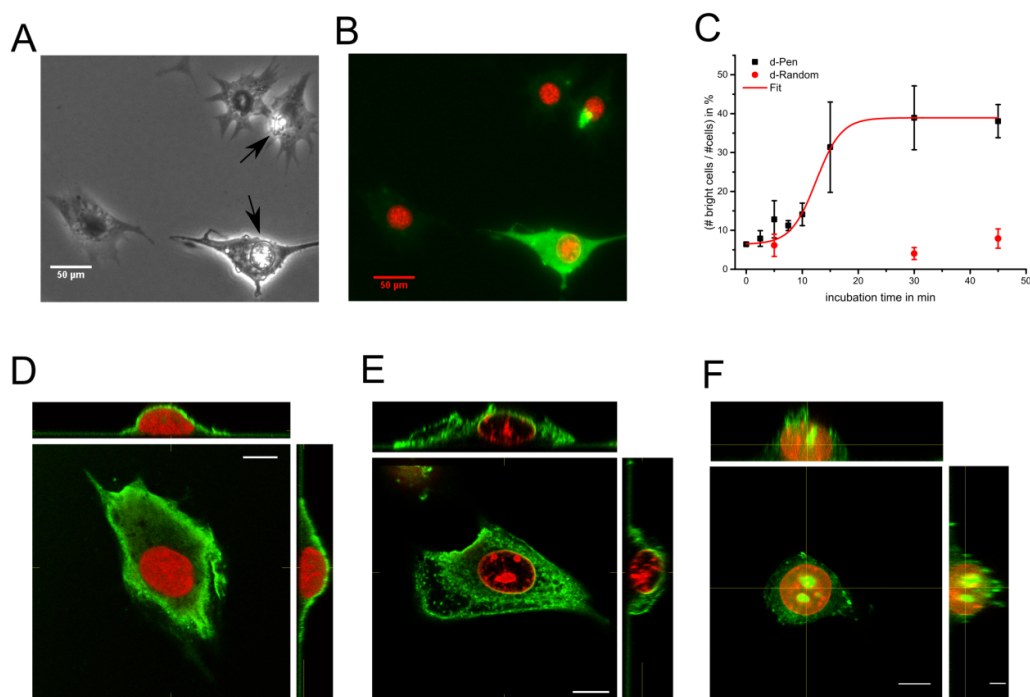 A
50 µm
B
50 µm
C
d-Pen
d-Random
Fit
(# bright cells / #cells) in %
50
40
30
20
10
0
0 10 20 30 40 50
incubation time in min
D
E
F